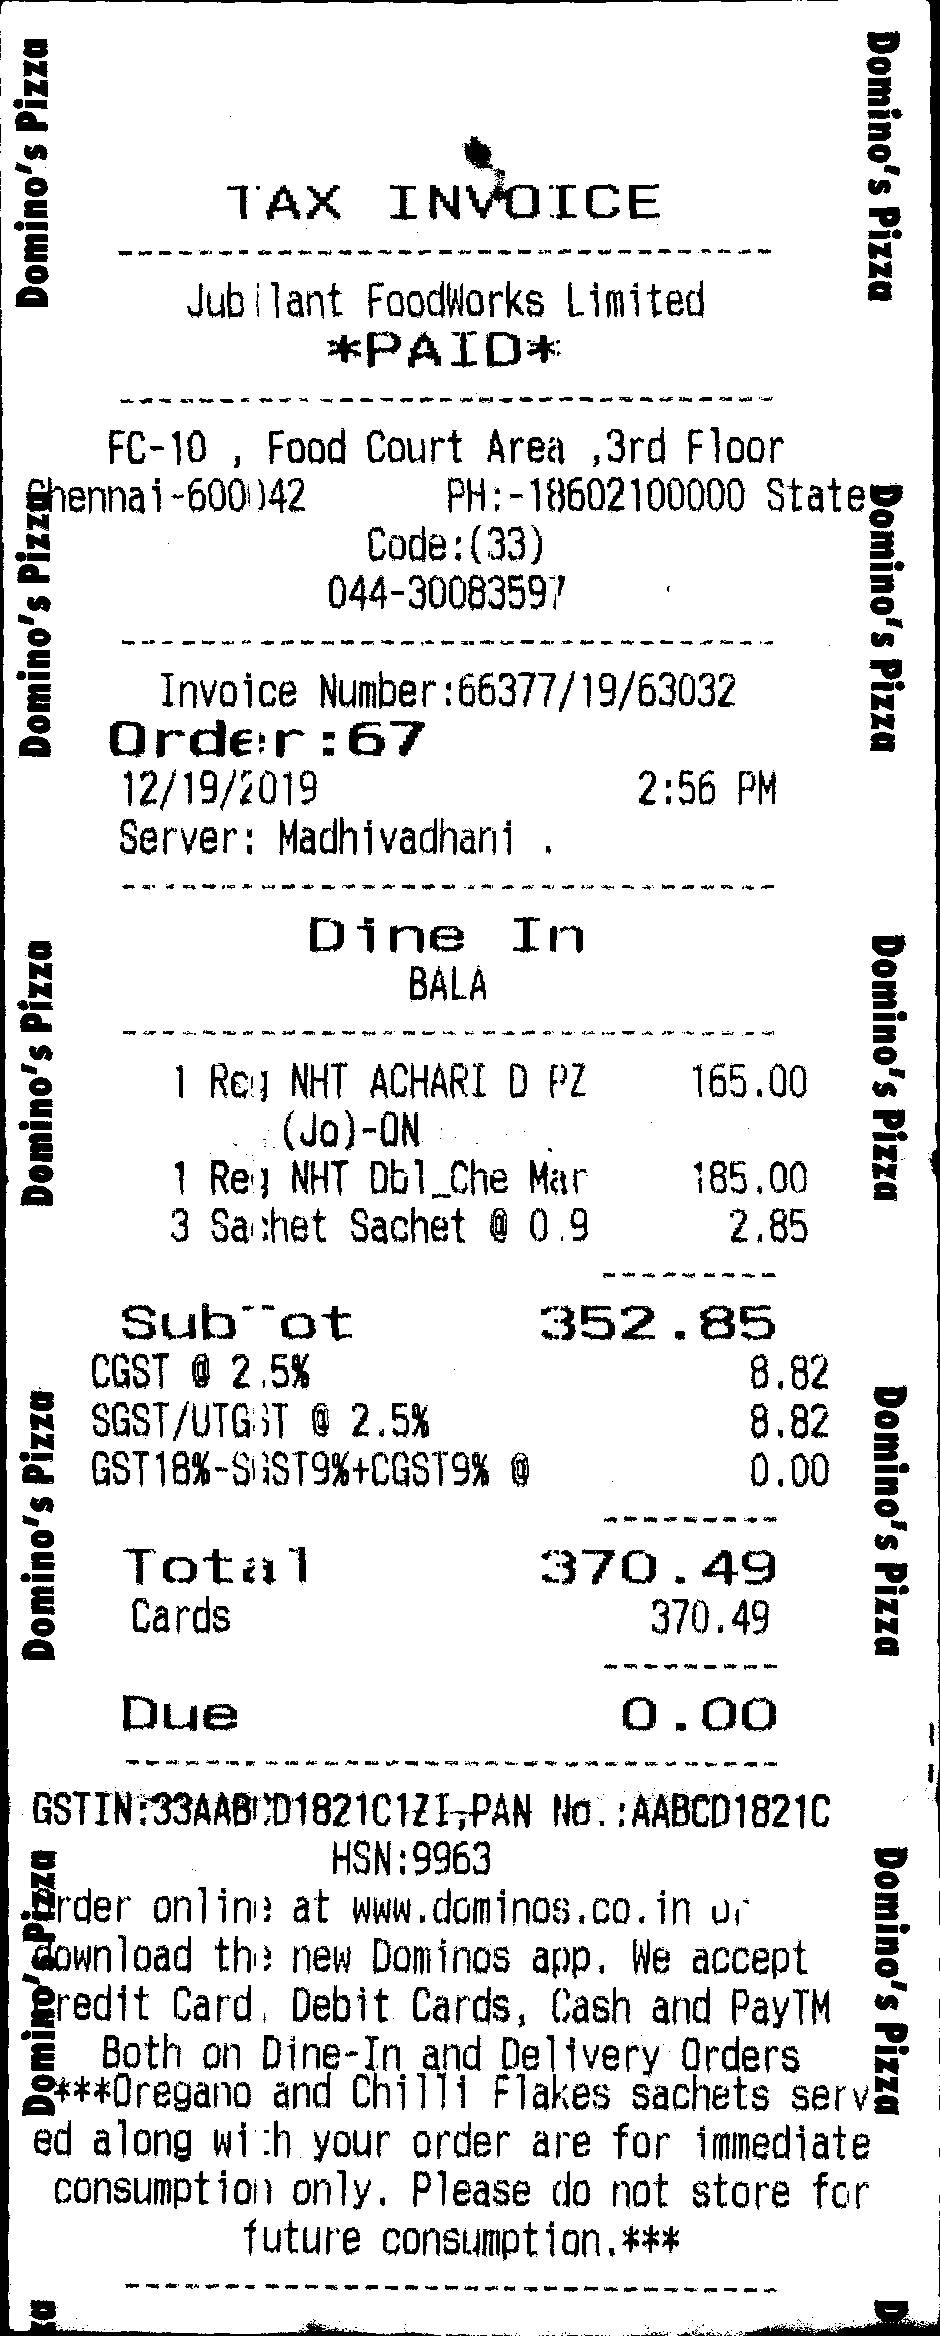 TAX INVOICE
Jubilant FoodWorks Limited
*PAID*
FC-10 , Food Court Area ,3rd Floor
Chennai-600042 PH:-18602100000 State
Code:(33)
044-30083597
Invoice Number:66377/19/63032
Order:67
12/19/2019 2:56 PM
Server: Madhivadhani .
Dine In
BALA
1 Reg NHT ACHARI D PZ 165.00
(Jo)-ON
1 Reg NHT Dbl_Che Mar 185.00
3 Sachet Sachet @ 0.9 2.85
SubTot 352.85
CGST @ 2.5% 8.82
SGST/UTGST @ 2.5% 8.82
GST18%-SGST9%+CGST9% @ 0.00
Total 370.49
Cards 370.49
Due 0.00
GSTIN:33AABCD1821C1ZI,PAN No.:AABCD1821C
HSN:9963
Order online at www.dominos.co.in or
download the new Dominos app. We accept
Credit Card, Debit Cards, Cash and PayTM
Both on Dine-In and Delivery Orders
***Oregano and Chilli Flakes sachets serv
ed along with your order are for immediate
consumption only. Please do not store for
future consumption.***
Domino's Pizza
Domino's Pizza
Domino's Pizza
Domino's Pizza
Domino's Pizza
za
Domino's Pizza
Domino's Pizza
Domino's Pizza
Domino's Pizza
Domino's Pizza
D